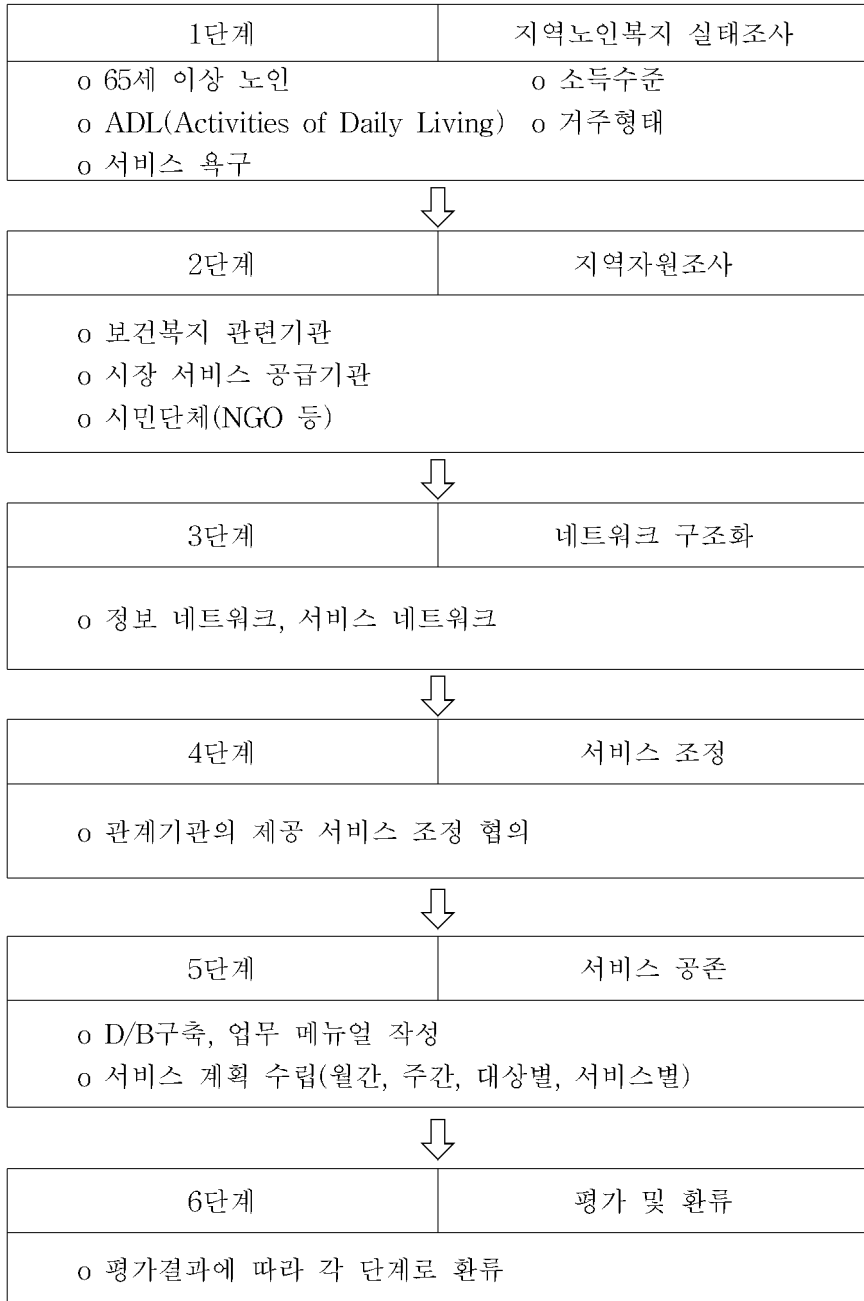 1단계 지역노인복지 실태조사
o 65세 이상 노인 o 소득수준
o ADL(Activities of Daily Living) o 거주형태
o 서비스 욕구
2단계 지역자원조사
o 보건복지 관련기관
o 시장 서비스 공급기관
o 시민단체(NGO 등)
3단계 네트워크 구조화
o 정보 네트워크, 서비스 네트워크
4단계 서비스 조정
o 관계기관의 제공 서비스 조정 협의
5단계 서비스 공존
o D/B구축, 업무 메뉴얼 작성
o 서비스 계획 수립(월간, 주간, 대상별, 서비스별)
6단계 평가 및 환류
o 평가결과에 따라 각 단계로 환류